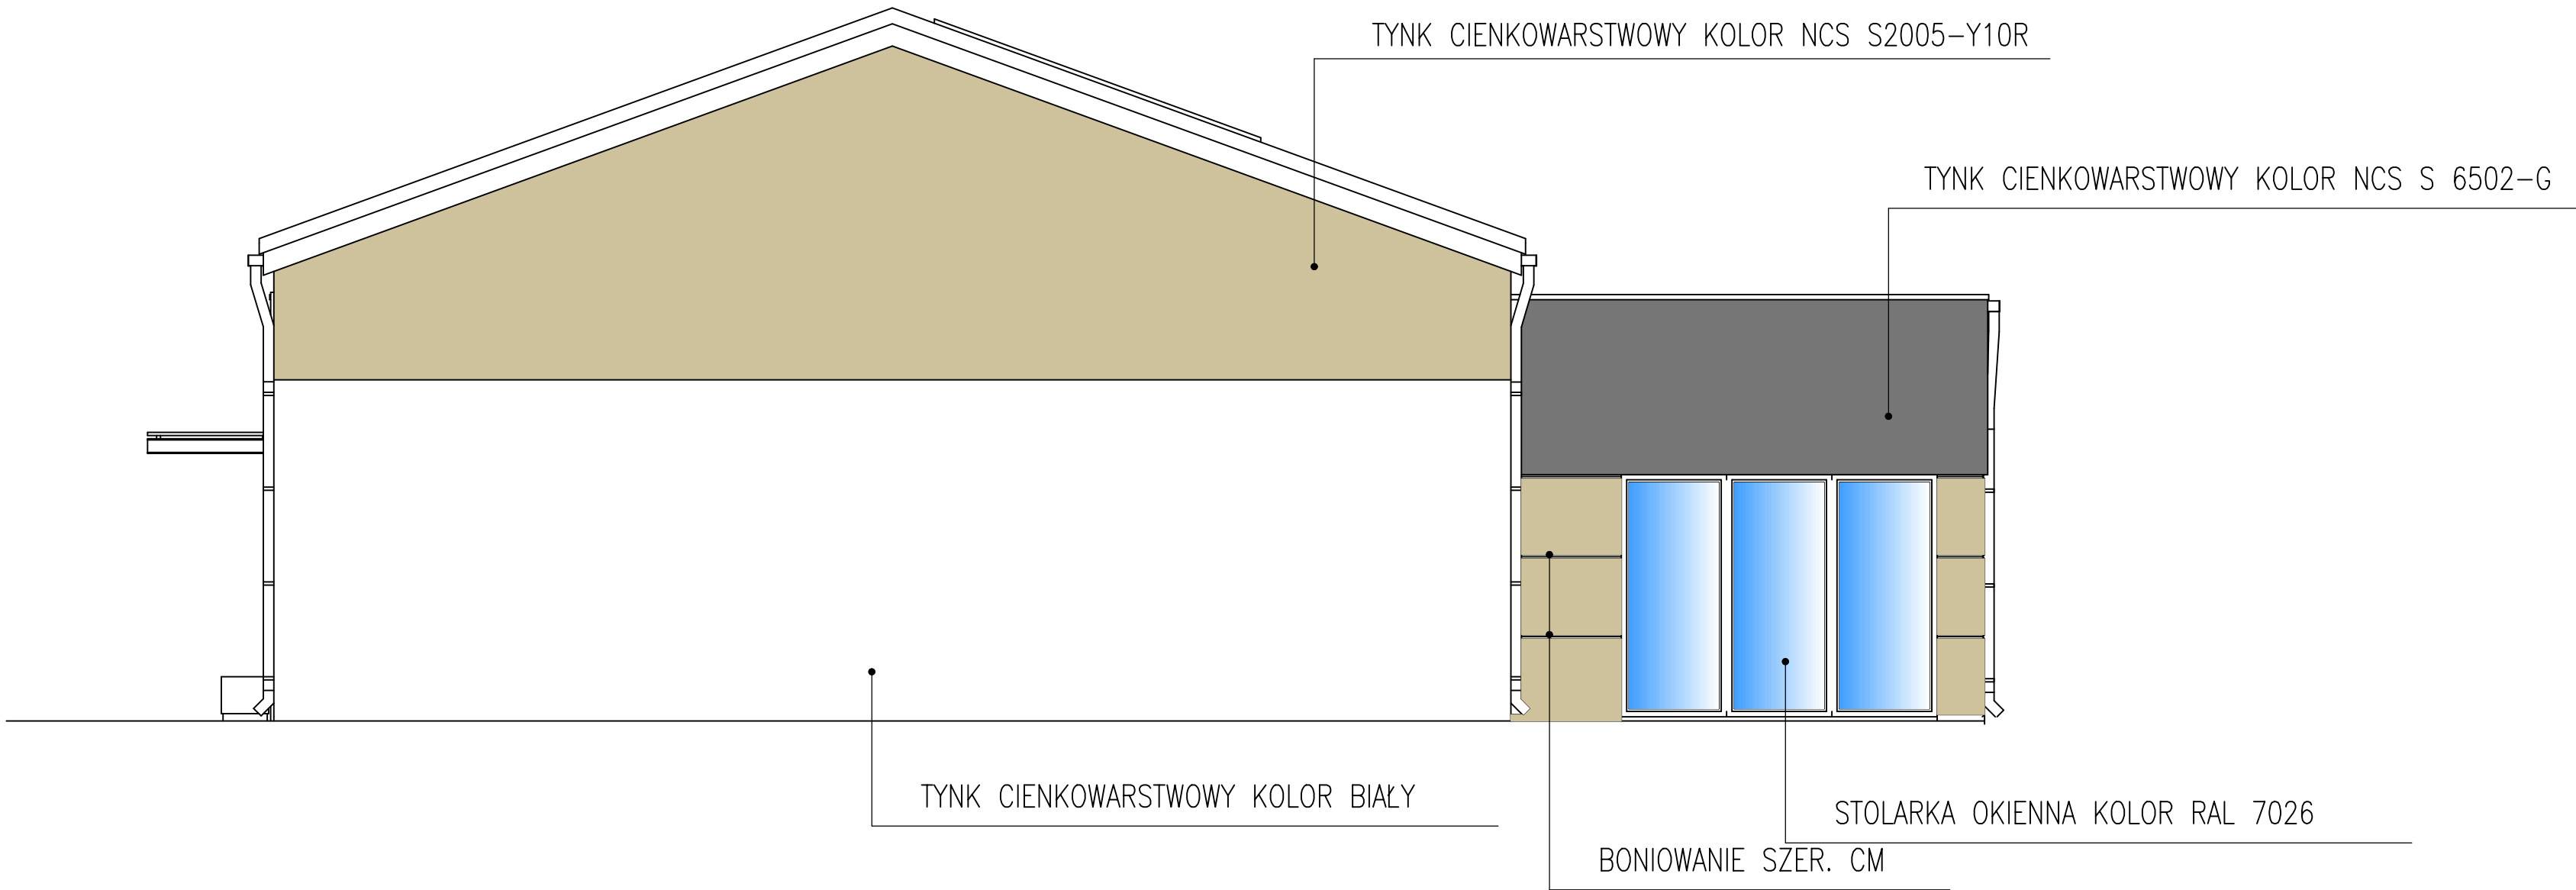 TYNK CIENKOWARSTWOWY KOLOR NCS S2005-Y10R
TYNK CIENKOWARSTWOWY KOLOR NCS S 6502-G
TYNK CIENKOWARSTWOWY KOLOR BIAŁY
STOLARKA OKIENNA KOLOR RAL 7026
BONIOWANIE SZER. CM